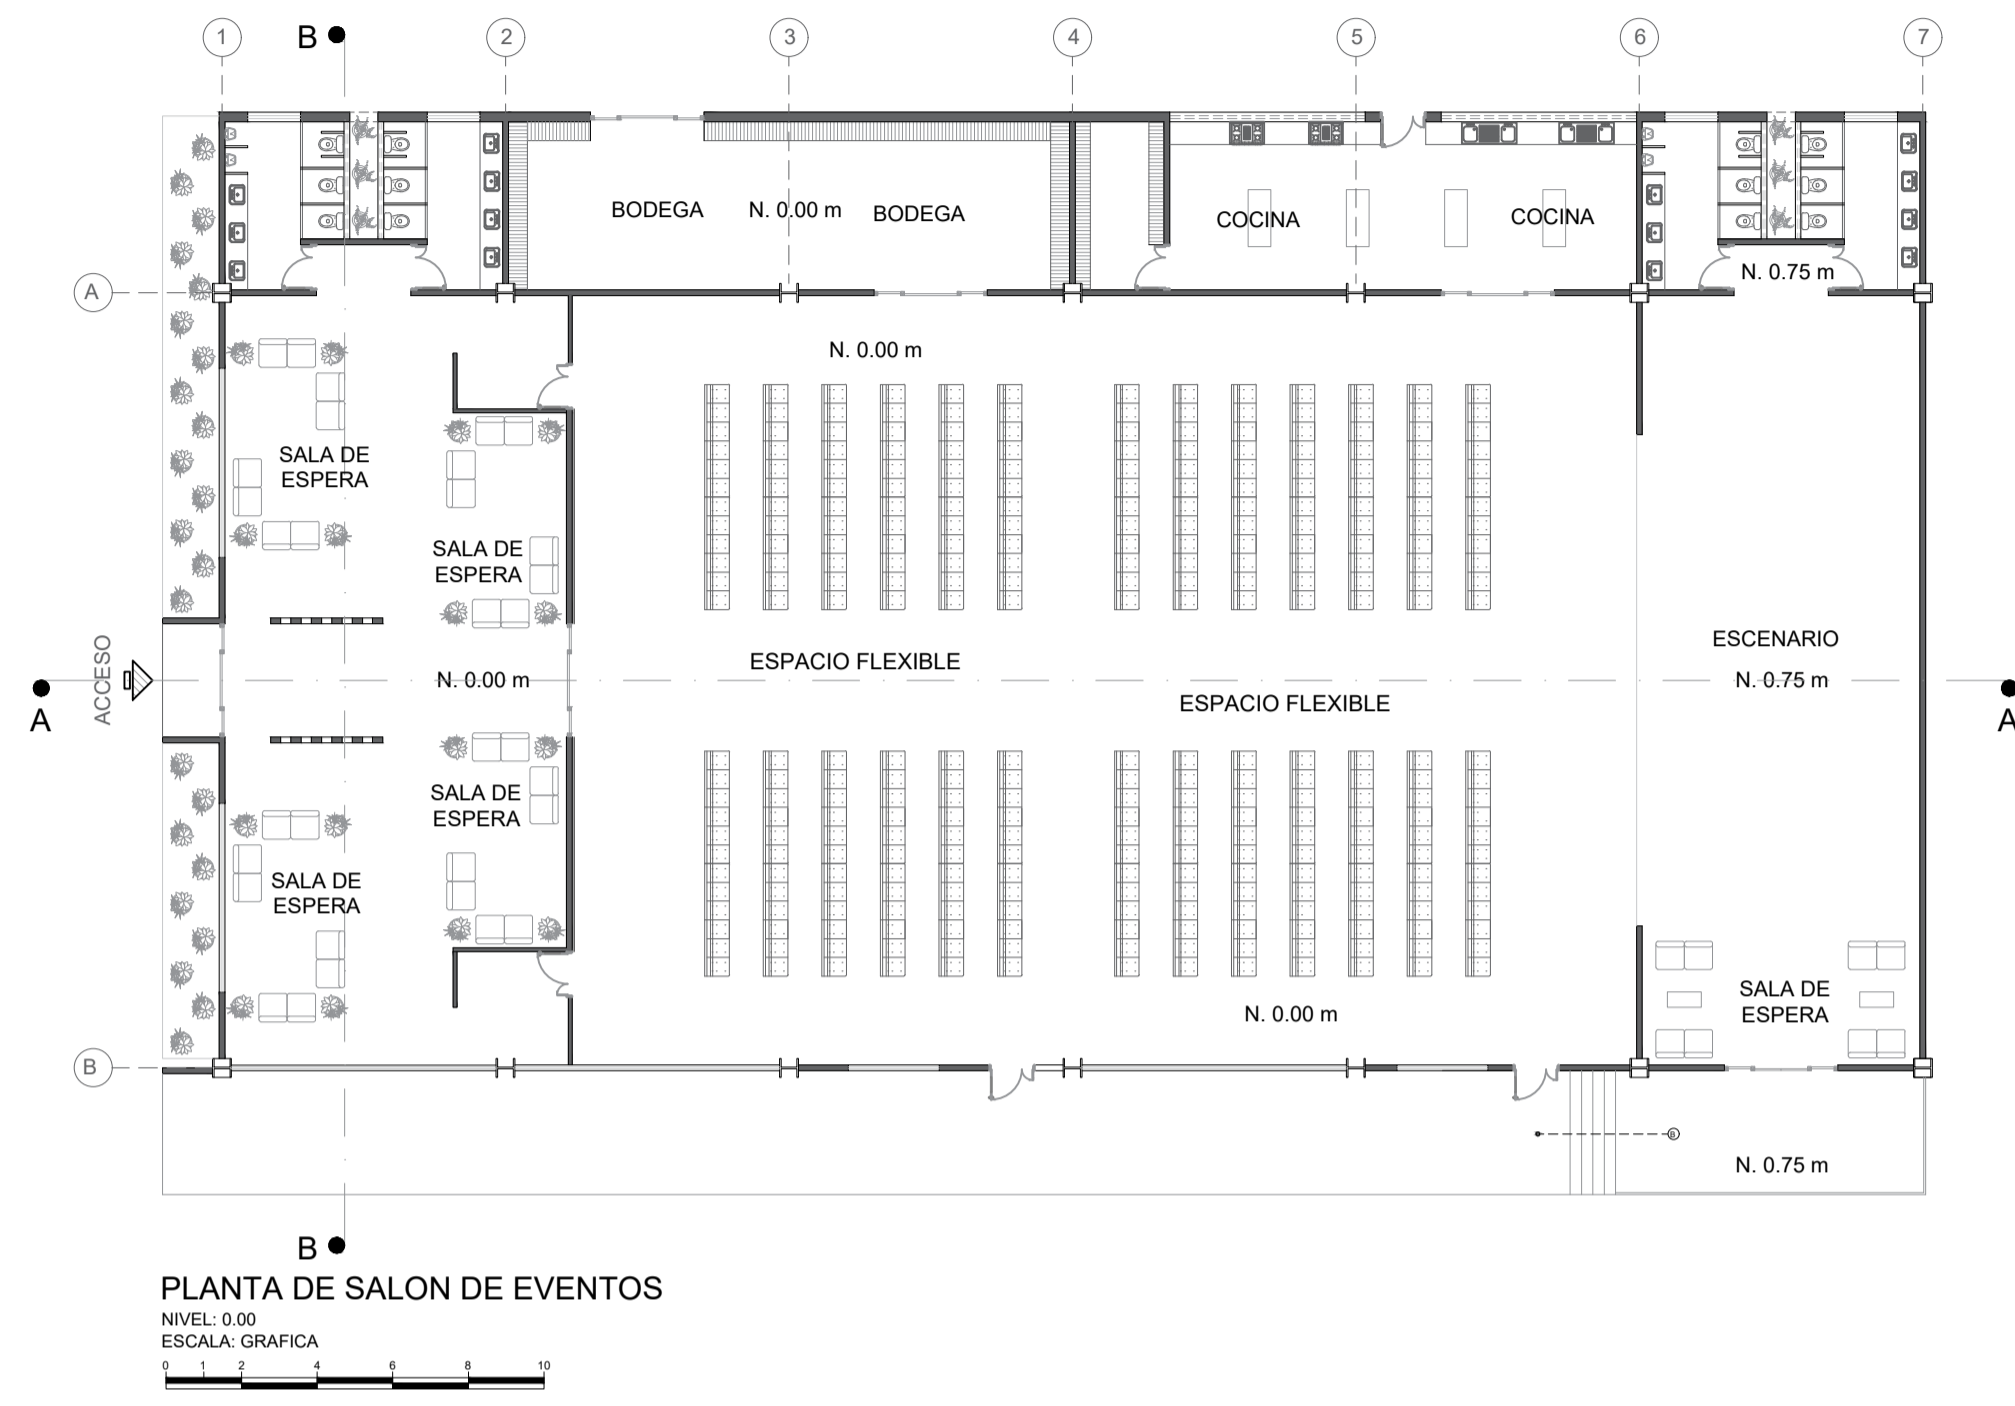 1
B
2
3
4
5
6
7
BODEGA
N. 0.00 m
BODEGA
COCINA
COCINA
N. 0.75 m
A
N. 0.00 m
SALA DE
ESPERA
SALA DE
ESPERA
ACCESO
A
N. 0.00 m
ESPACIO FLEXIBLE
ESPACIO FLEXIBLE
ESCENARIO
N. 0.75 m
A
SALA DE
ESPERA
SALA DE
ESPERA
SALA DE
ESPERA
N. 0.00 m
B
B
N. 0.75 m
B
PLANTA DE SALON DE EVENTOS
NIVEL: 0.00
ESCALA: GRAFICA
0 1 2 4 6 8 10